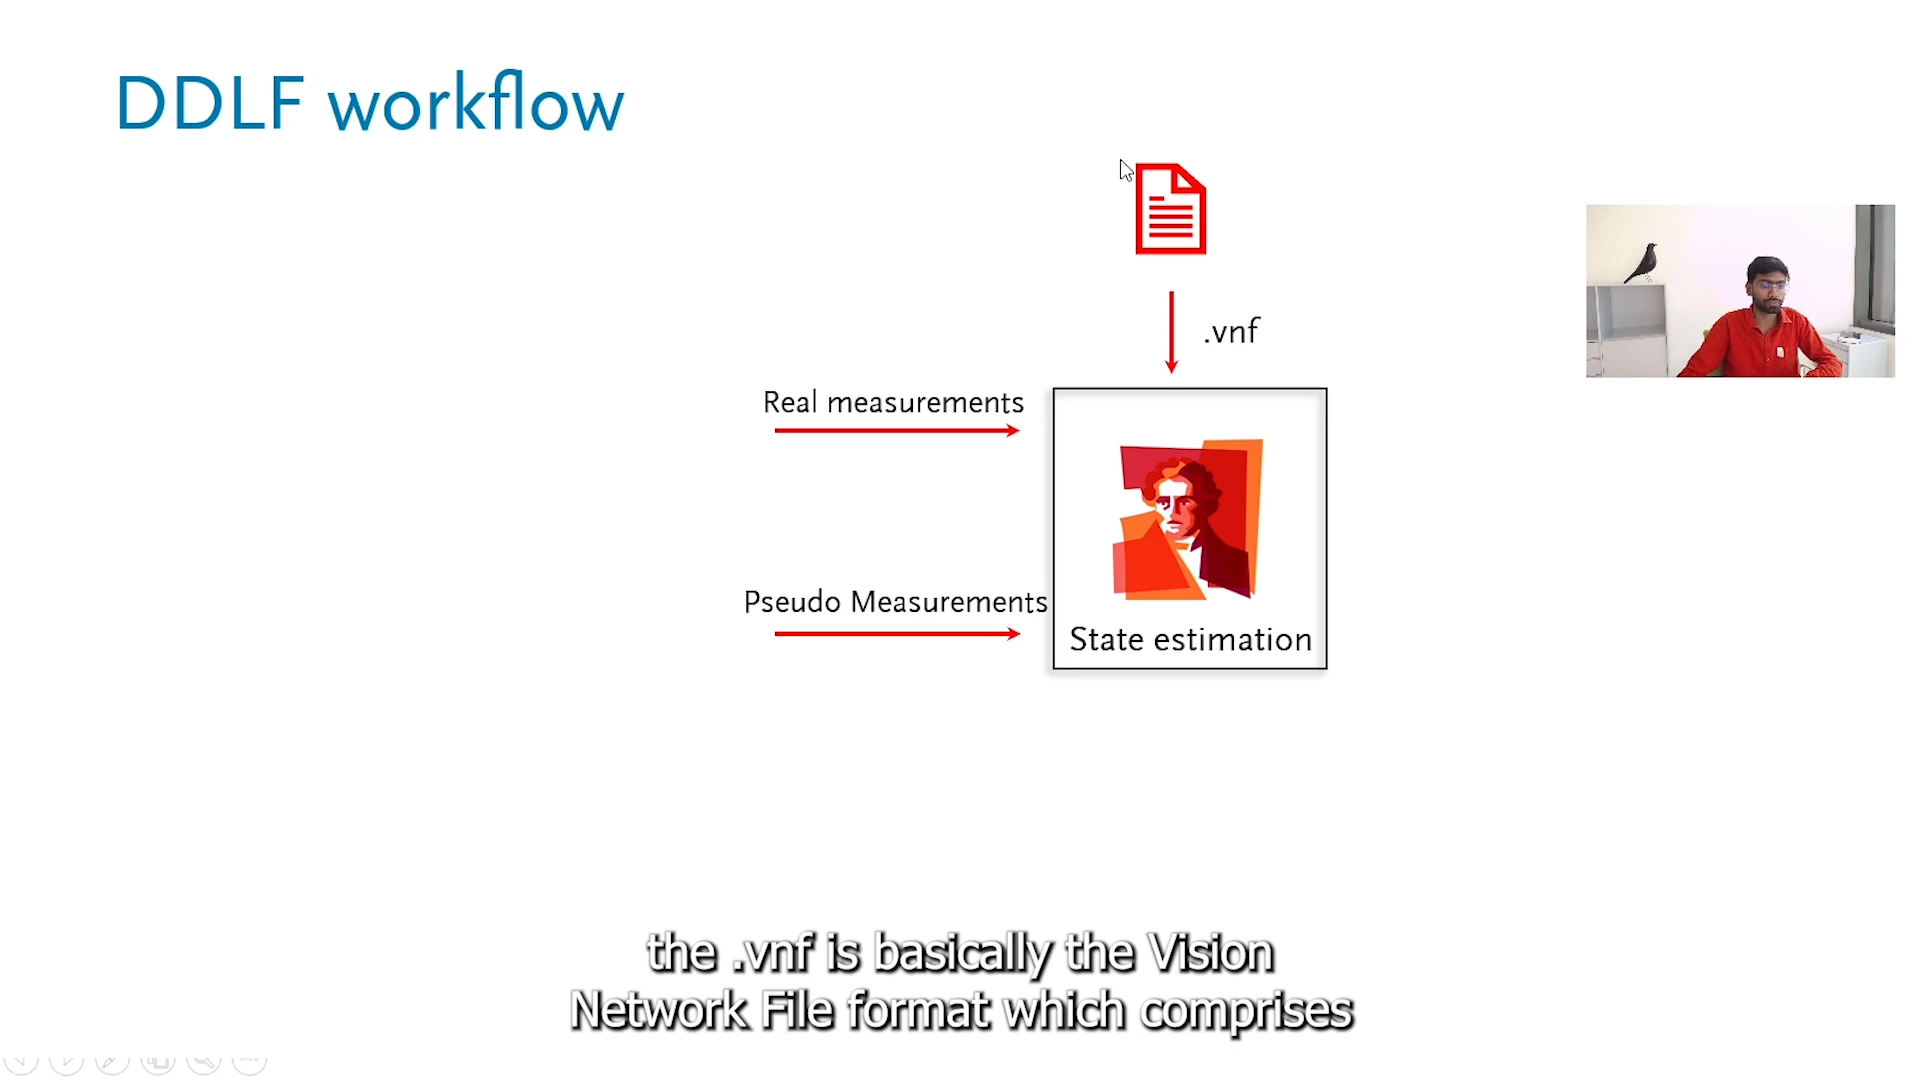 DDLF workflow
.vnf
Real measurements
Pseudo Measurements
State estimation
the .vnf is basically the Vision
Network File format which comprises